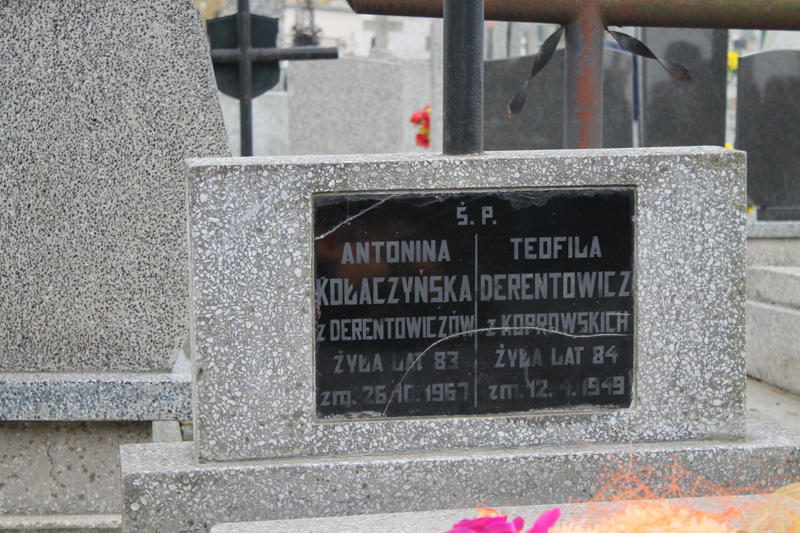 Ś. P.
ANTONINA
KOŁACZYŃSKA
z DERENTOWICZÓW
ŻYŁA LAT 83
zm. 26.10.1967
TEOFILA
DERENTOWICZ
z KOPROWSKICH
ŻYŁA LAT 84
zm. 12.4.1949